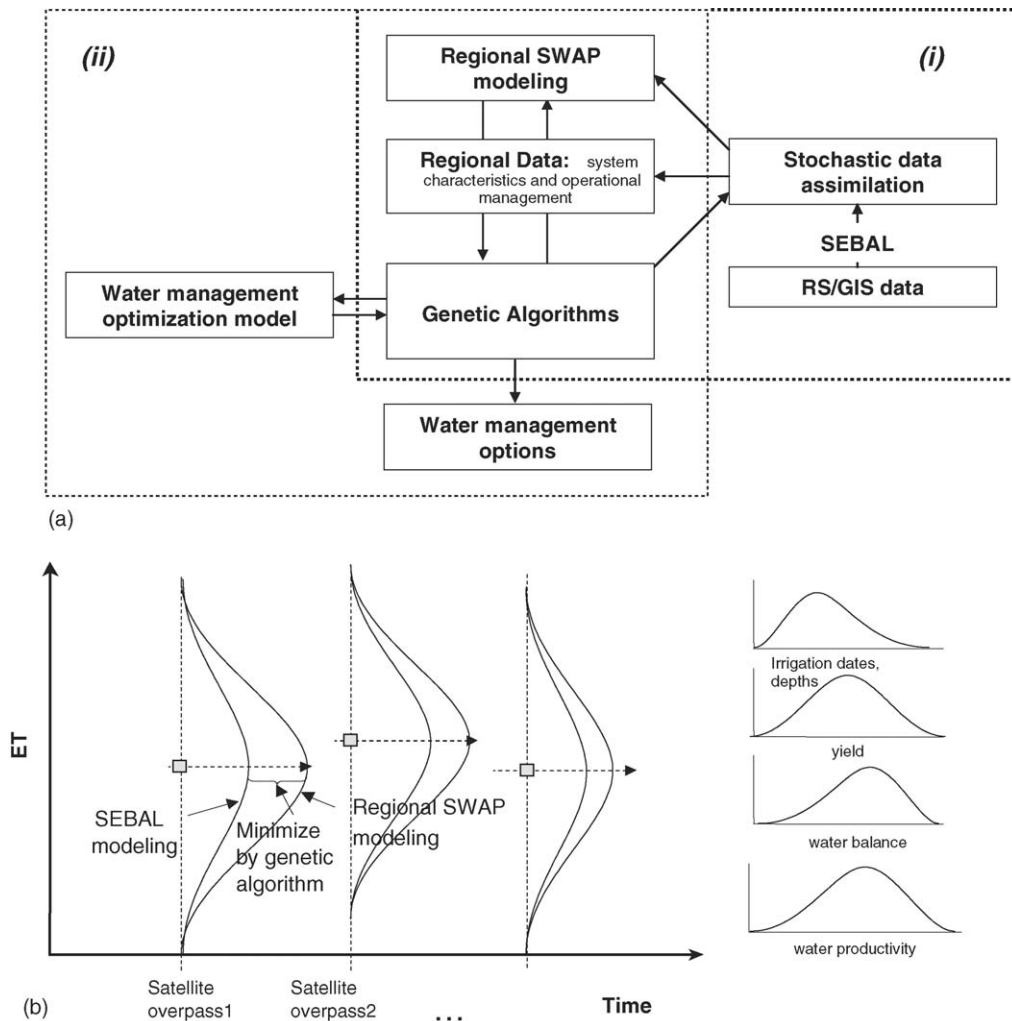 (ii)
Regional SWAP
modeling
(i)
Regional Data: system
characteristics and operational
management
Stochastic data
assimilation
SEBAL
RS/GIS data
Water management
optimization model
Genetic Algorithms
Water management
options
(a)
ET
SEBAL
modeling
Minimize
by genetic
algorithm
Regional SWAP
modeling
Irrigation dates,
depths
yield
water balance
water productivity
Satellite
overpass1
Satellite
overpass2
...
Time
(b)